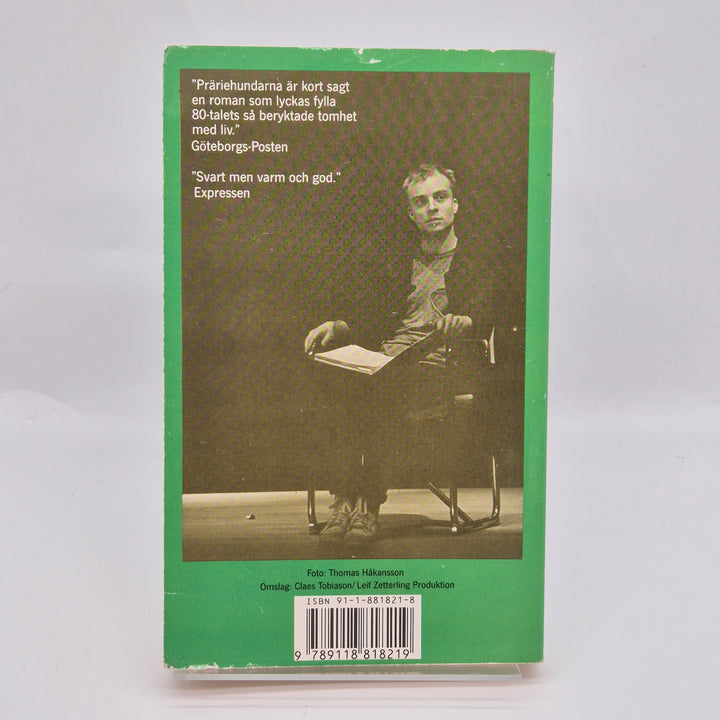 "Präriehundarna är kort sagt
en roman som lyckas fylla
80-talets så beryktade tomhet
med liv."
Göteborgs-Posten
"Svart men varm och god."
Expressen
Foto: Thomas Håkansson
Omslag: Claes Tobiason/ Leif Zetterling Produktion
ISBN 91-1-881821-8
9 789118 818219